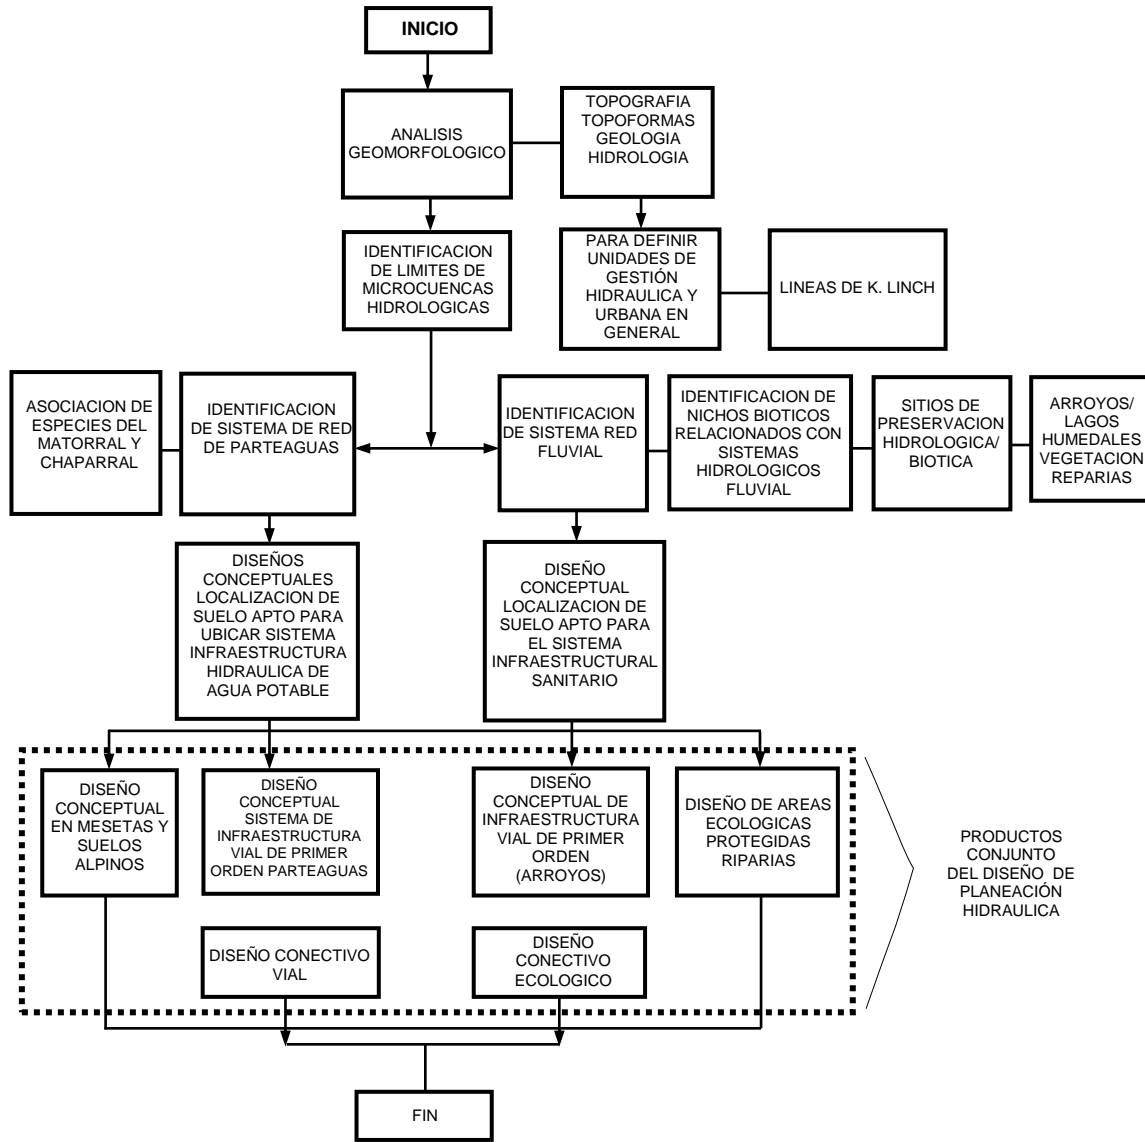 INICIO
ANALISIS
GEOMORFOLOGICO
TOPOGRAFIA
TOPOFORMAS
GEOLOGIA
HIDROLOGIA
IDENTIFICACION
DE LIMITES DE
MICROCUENCAS
HIDROLOGICAS
PARA DEFINIR
UNIDADES DE
GESTIÓN
HIDRAULICA Y
URBANA EN
GENERAL
LINEAS DE K. LINCH
ASOCIACION DE
ESPECIES DEL
MATORRAL Y
CHAPARRAL
IDENTIFICACION
DE SISTEMA DE RED
DE PARTEAGUAS
IDENTIFICACION
DE SISTEMA RED
FLUVIAL
IDENTIFICACION DE
NICHOS BIOTICOS
RELACIONADOS CON
SISTEMAS
HIDROLOGICOS
FLUVIAL
SITIOS DE
PRESERVACION
HIDROLOGICA/
BIOTICA
ARROYOS/
LAGOS
HUMEDALES
VEGETACION
REPARIAS
DISEÑOS
CONCEPTUALES
LOCALIZACION DE
SUELO APTO PARA
UBICAR SISTEMA
INFRAESTRUCTURA
HIDRAULICA DE
AGUA POTABLE
DISEÑO
CONCEPTUAL
LOCALIZACION DE
SUELO APTO PARA
EL SISTEMA
INFRAESTRUCTURAL
SANITARIO
DISEÑO
CONCEPTUAL
EN MESETAS Y
SUELOS
ALPINOS
DISEÑO
CONCEPTUAL
SISTEMA DE
INFRAESTRUCTURA
VIAL DE PRIMER
ORDEN PARTEAGUAS
DISEÑO
CONCEPTUAL DE
INFRAESTRUCTURA
VIAL DE PRIMER
ORDEN
(ARROYOS)
DISEÑO DE AREAS
ECOLOGICAS
PROTEGIDAS
RIPARIAS
PRODUCTOS
CONJUNTO
DEL DISEÑO DE
PLANEACIÓN
HIDRAULICA
DISEÑO CONECTIVO
VIAL
DISEÑO
CONECTIVO
ECOLOGICO
FIN